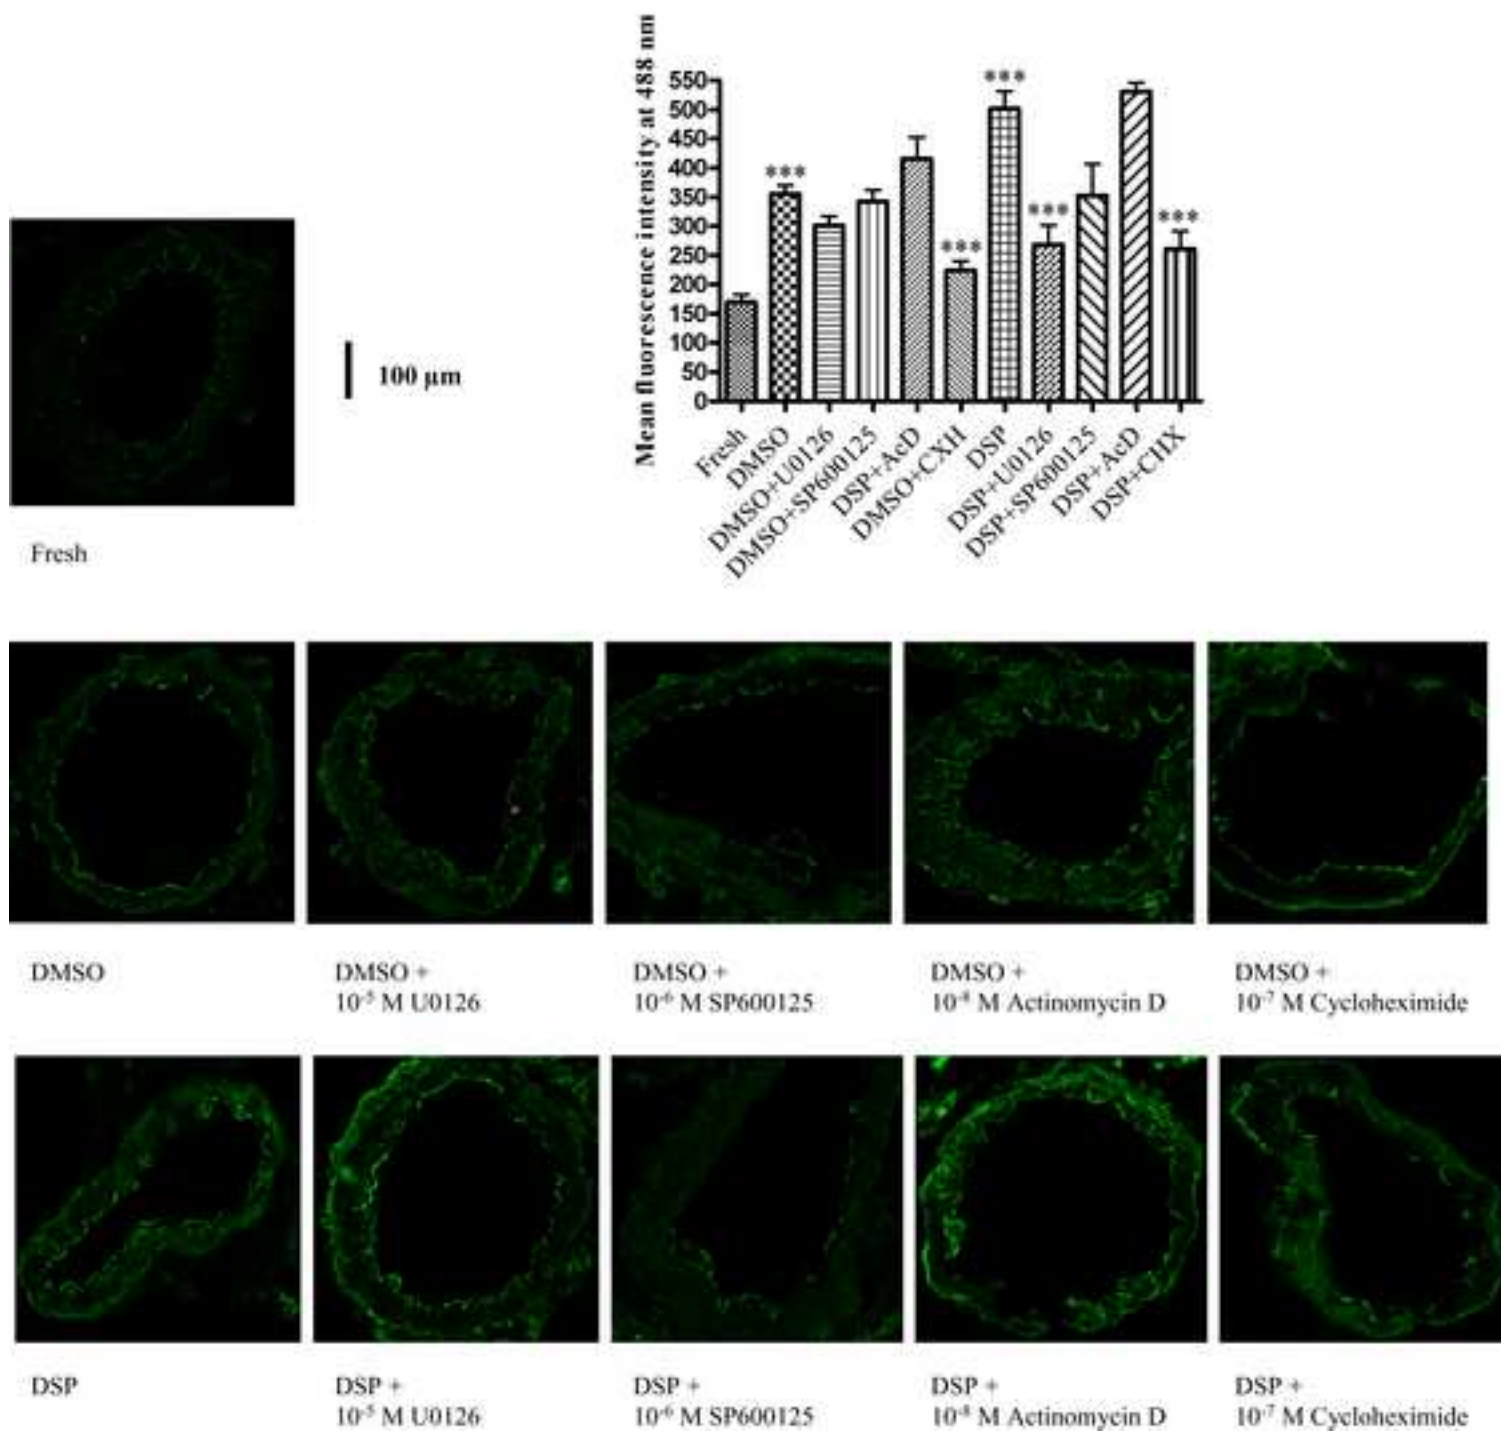 Mean fluorescence intensity at 488 nm
550
500
450
400
350
300
250
200
150
100
50
0
***
***
***
***
***
Fresh
DMSO
DMSO+U0126
DMSO+SP600125
DSP+AcD
DMSO+CXH
DSP
DSP+U0126
DSP+SP600125
DSP+AcD
DSP+CHX
100 µm
Fresh
DMSO
DMSO +
10⁻⁵ M U0126
DMSO +
10⁻⁶ M SP600125
DMSO +
10⁻⁸ M Actinomycin D
DMSO +
10⁻⁷ M Cycloheximide
DSP
DSP +
10⁻⁵ M U0126
DSP +
10⁻⁶ M SP600125
DSP +
10⁻⁸ M Actinomycin D
DSP +
10⁻⁷ M Cycloheximide